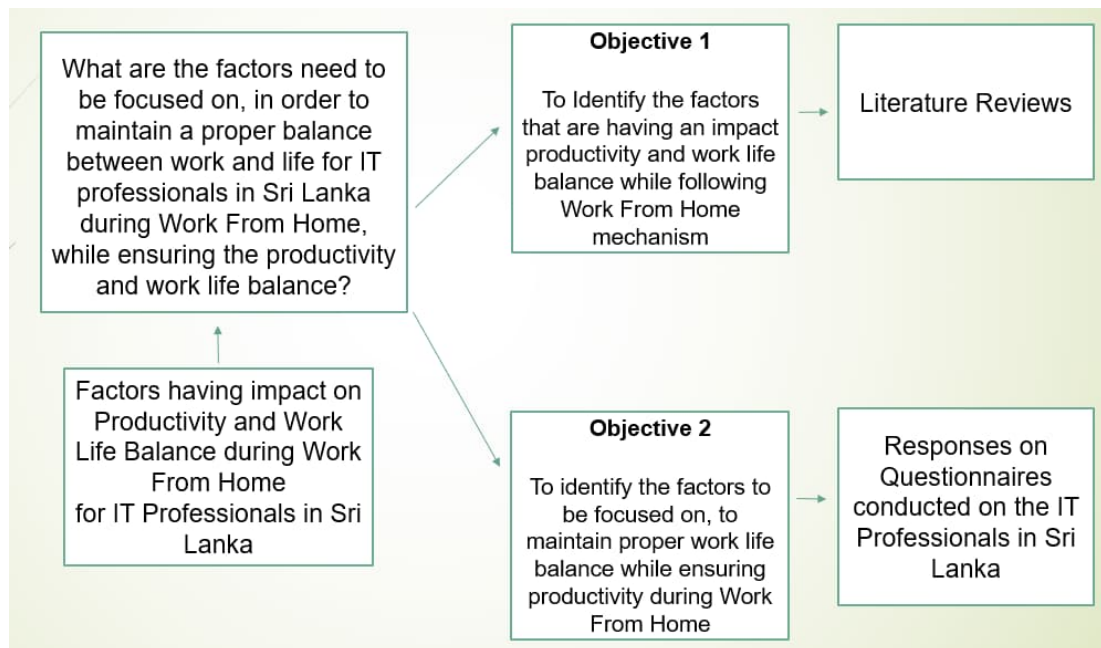 What are the factors need to
be focused on, in order to
maintain a proper balance
between work and life for IT
professionals in Sri Lanka
during Work From Home,
while ensuring the productivity
and work life balance?
Factors having impact on
Productivity and Work
Life Balance during Work
From Home
for IT Professionals in Sri
Lanka
Objective 1
To Identify the factors
that are having an impact
productivity and work life
balance while following
Work From Home
mechanism
Literature Reviews
Objective 2
To identify the factors to
be focused on, to
maintain proper work life
balance while ensuring
productivity during Work
From Home
Responses on
Questionnaires
conducted on the IT
Professionals in Sri
Lanka